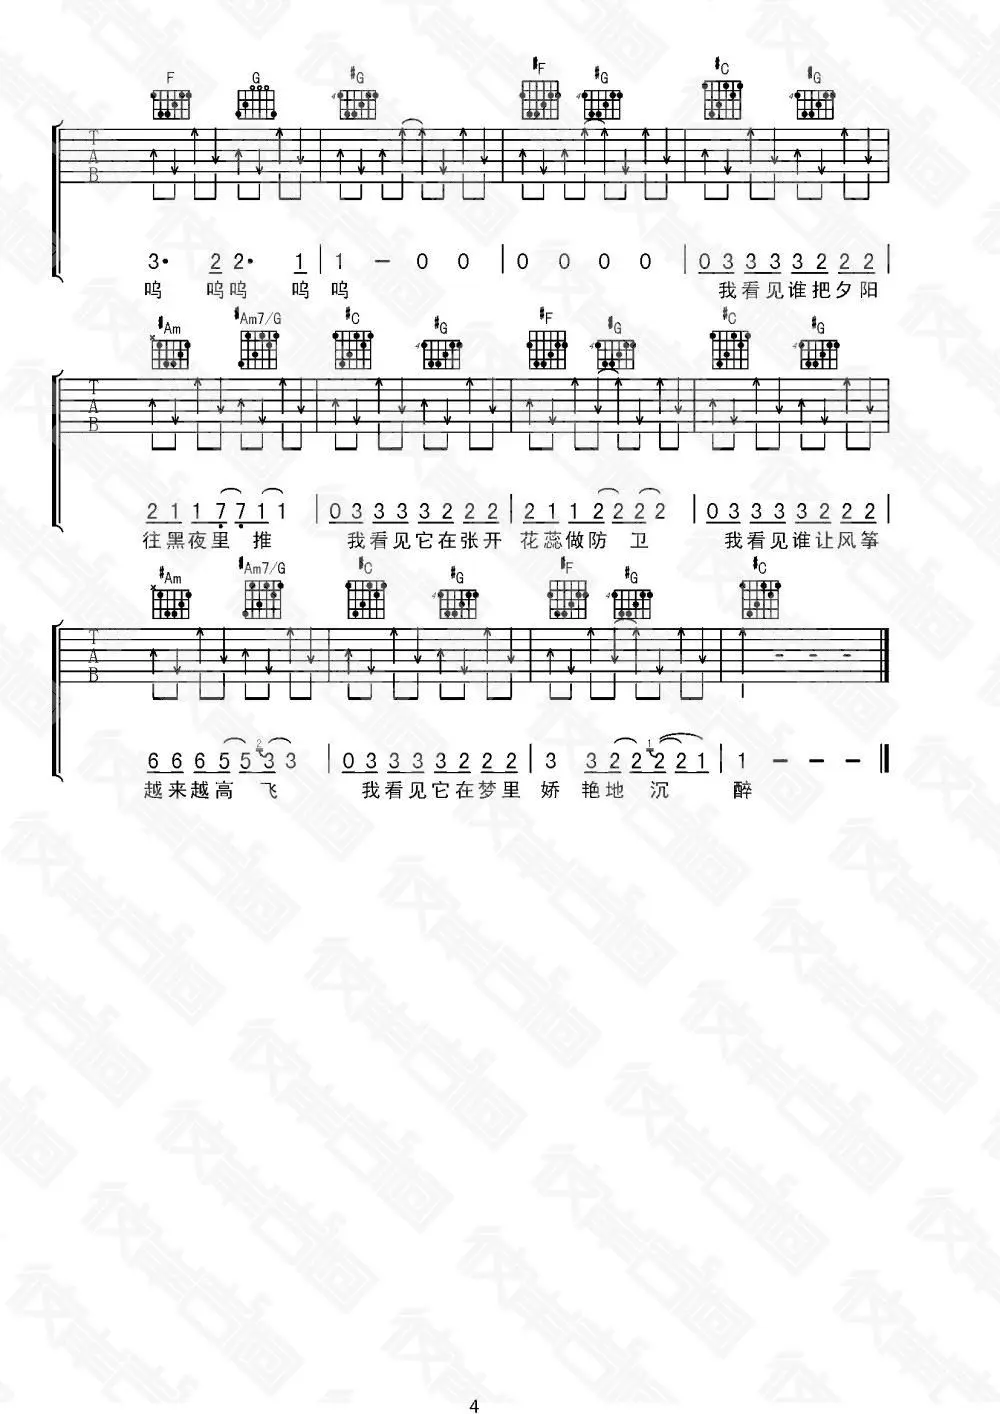 F G #G #F #G #C #G
T
A
B
3· 2 2· 1 | 1 – 0 0 | 0 0 0 0 | 0 3 3 3 3 2 2 2 |
呜 呜呜 呜 呜 我看见谁把夕阳
#Am #Am7/G #C #G #F #G #C #G
T
A
B
2 1 1 7 7 1 1 | 0 3 3 3 3 2 2 2 | 2 1 1 2 2 2 2 | 0 3 3 3 3 2 2 2 |
往黑夜里 推 我看见它在张开 花蕊做防 卫 我看见谁让风筝
#Am #Am7/G #C #G #F #G #C
T
A
B
6 6 6 5 5 2 3 3 | 0 3 3 3 3 2 2 2 | 3 3 2 2 1 2 2 1 | 1 – – –
越来越高 飞 我看见它在梦里 娇 艳地 沉 醉
4